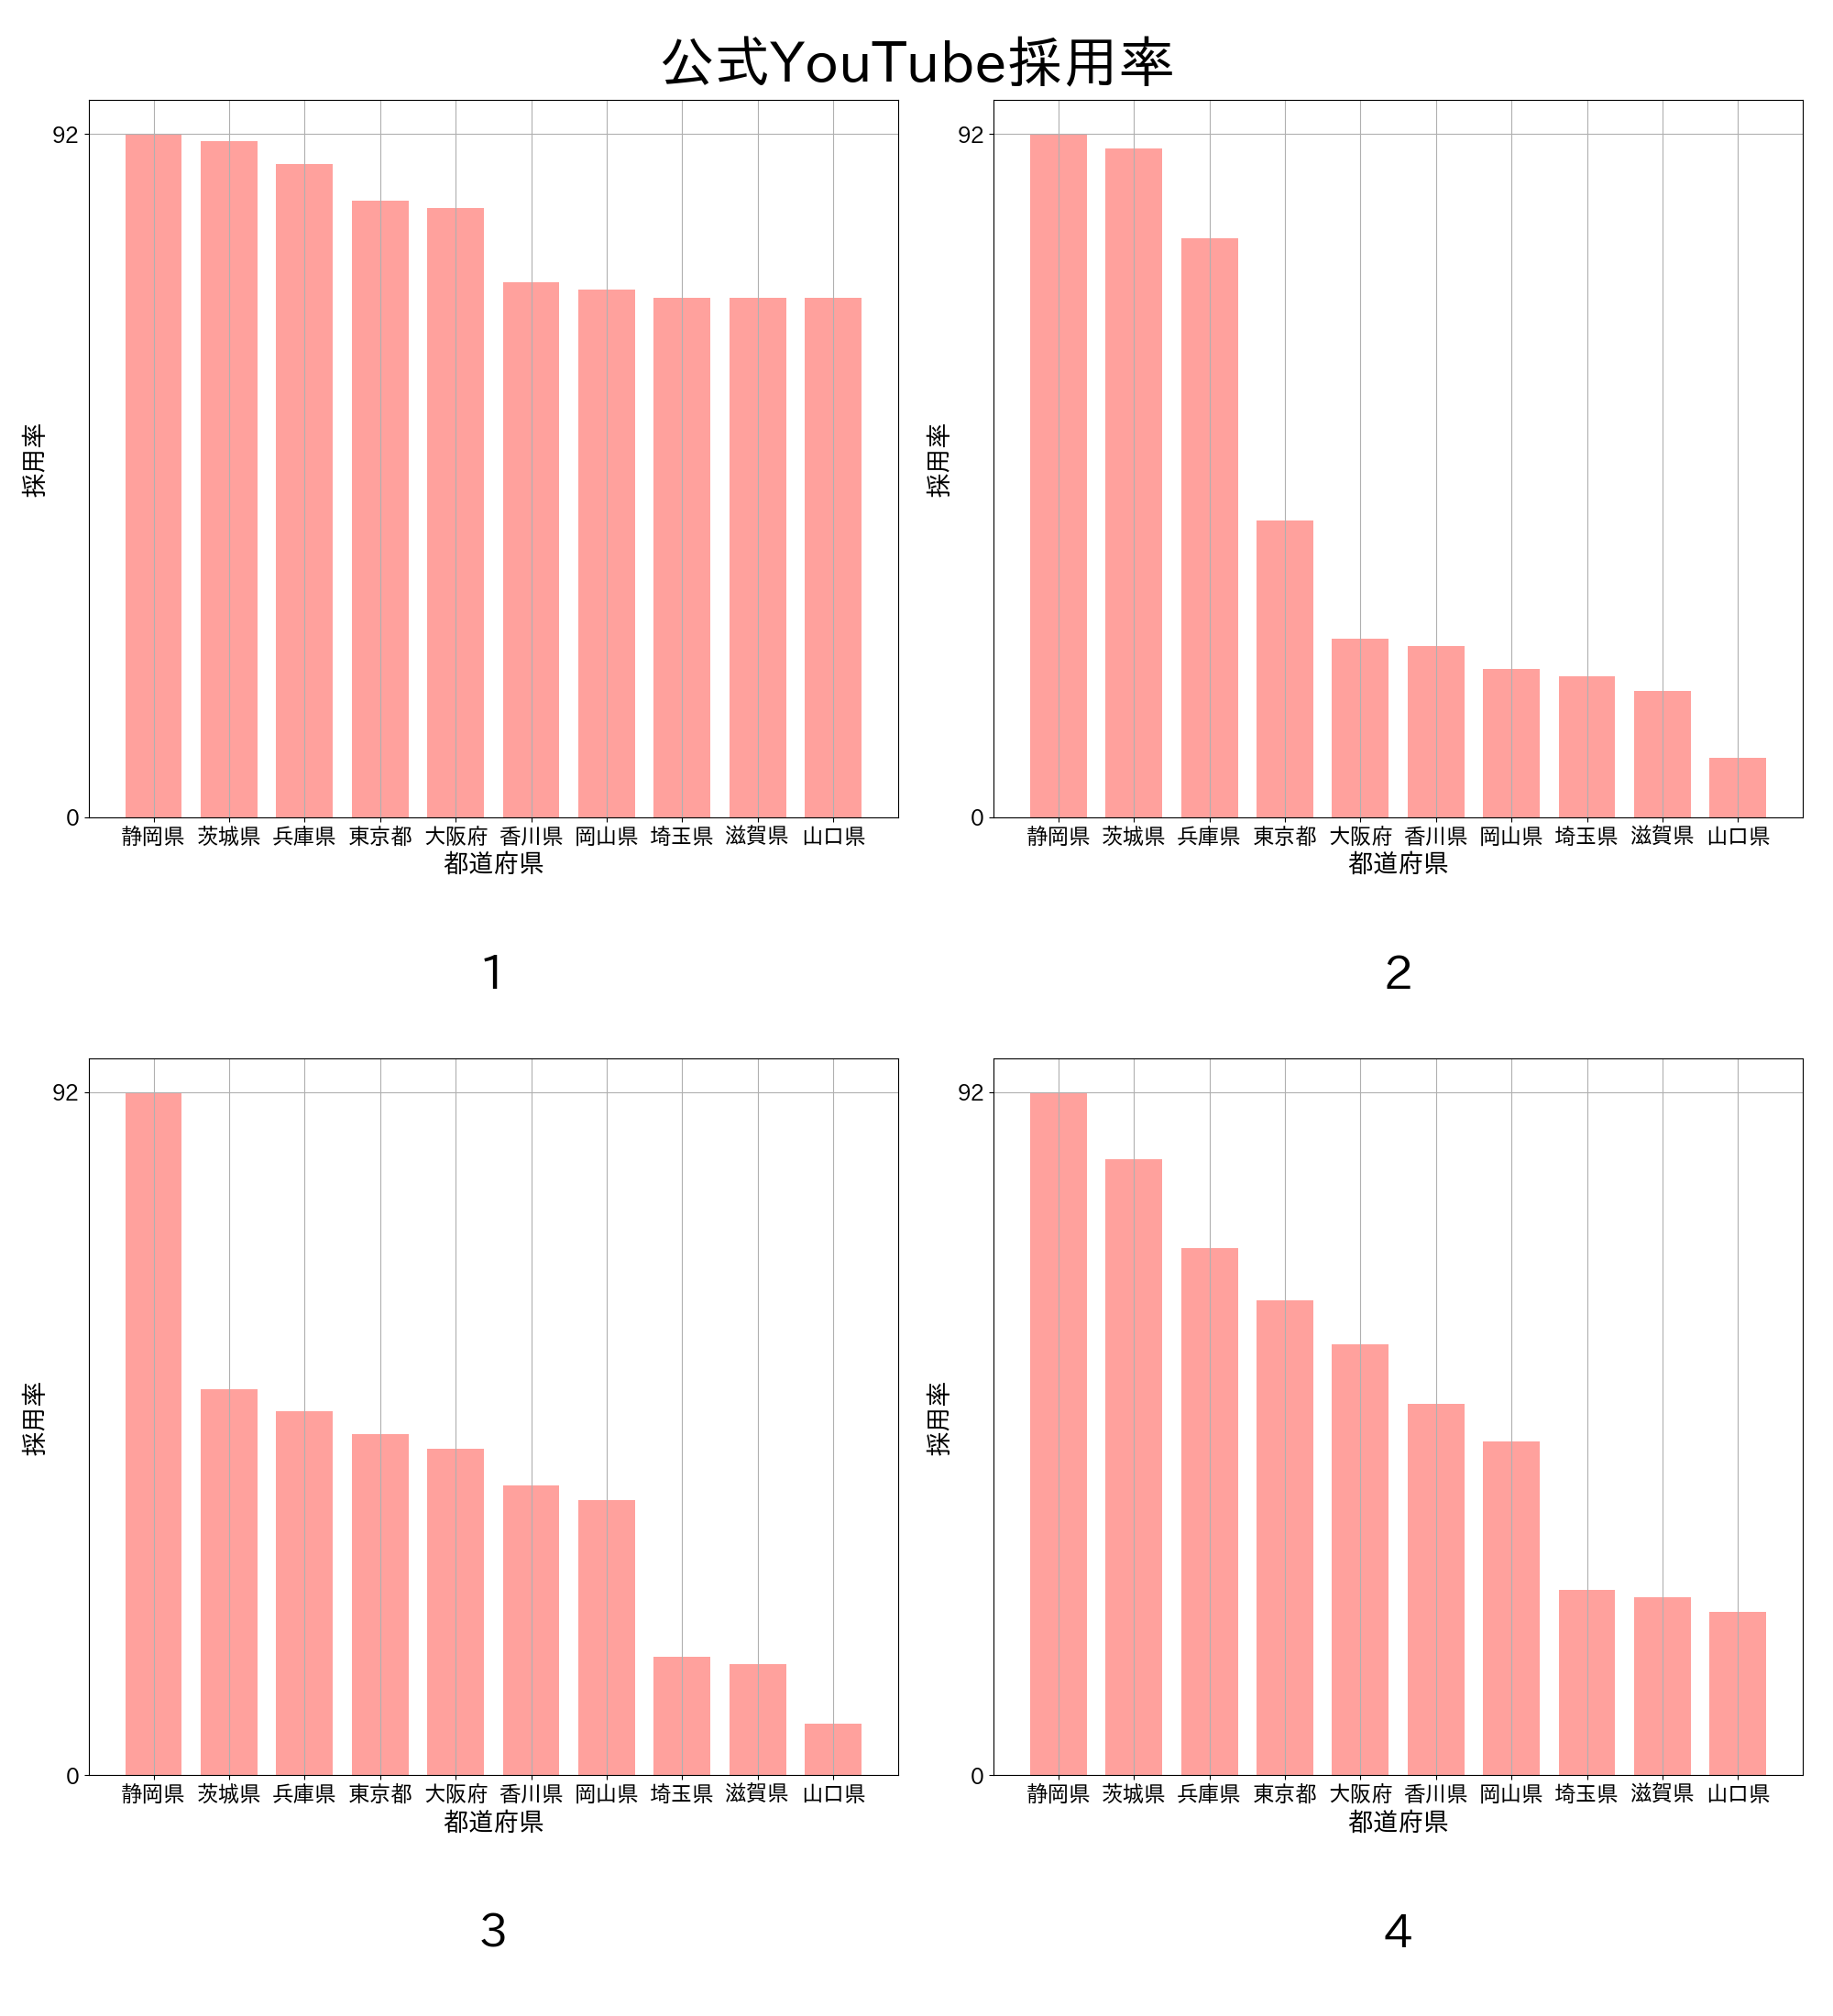 公式YouTube採用率
92
採用率
0
静岡県 茨城県 兵庫県 東京都 大阪府 香川県 岡山県 埼玉県 滋賀県 山口県
都道府県
1
92
採用率
0
静岡県 茨城県 兵庫県 東京都 大阪府 香川県 岡山県 埼玉県 滋賀県 山口県
都道府県
2
92
採用率
0
静岡県 茨城県 兵庫県 東京都 大阪府 香川県 岡山県 埼玉県 滋賀県 山口県
都道府県
3
92
採用率
0
静岡県 茨城県 兵庫県 東京都 大阪府 香川県 岡山県 埼玉県 滋賀県 山口県
都道府県
4